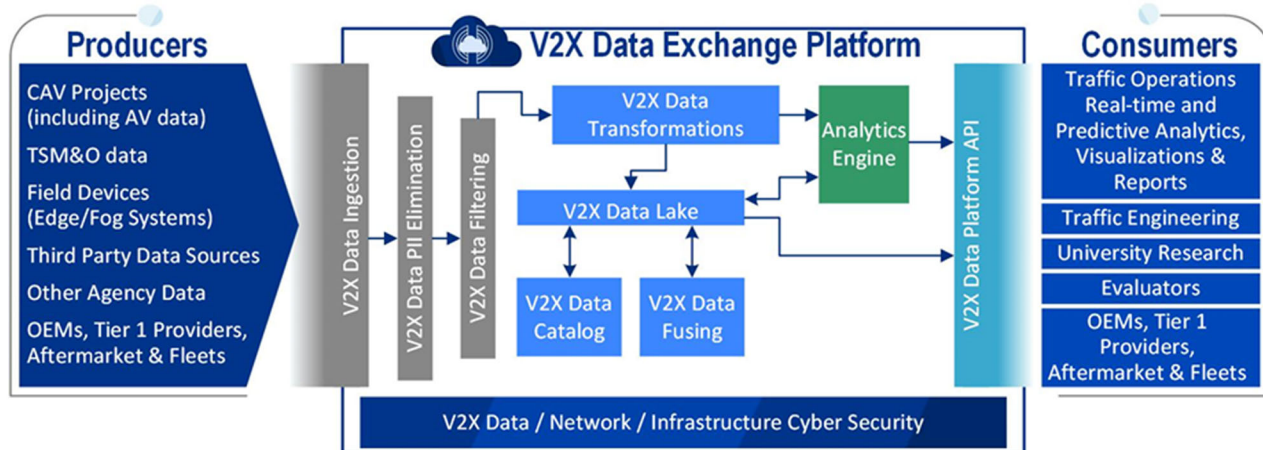 Producers
CAV Projects
(including AV data)
TSM&O data
Field Devices
(Edge/Fog Systems)
Third Party Data Sources
Other Agency Data
OEMs, Tier 1 Providers,
Aftermarket & Fleets
V2X Data Exchange Platform
V2X Data Ingestion
V2X Data PII Elimination
V2X Data Filtering
V2X Data
Transformations
Analytics
Engine
V2X Data Lake
V2X Data
Catalog
V2X Data
Fusing
V2X Data Platform API
V2X Data / Network / Infrastructure Cyber Security
Consumers
Traffic Operations
Real-time and
Predictive Analytics,
Visualizations &
Reports
Traffic Engineering
University Research
Evaluators
OEMs, Tier 1
Providers,
Aftermarket & Fleets